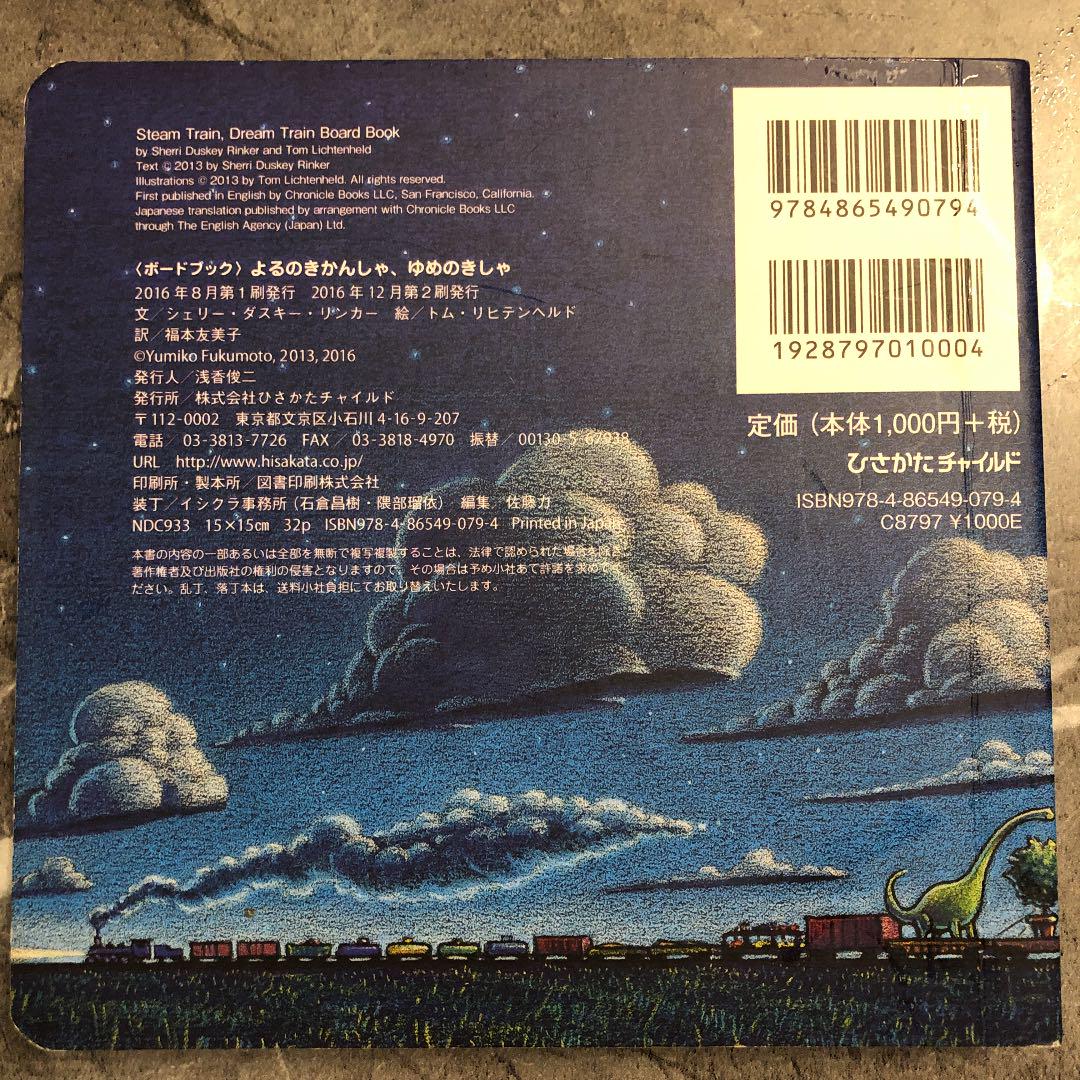 Steam Train, Dream Train Board Book
by Sherri Duskey Rinker and Tom Lichtenheld
Text © 2013 by Sherri Duskey Rinker
Illustrations © 2013 by Tom Lichtenheld. All rights reserved.
First published in English by Chronicle Books LLC, San Francisco, California.
Japanese translation published by arrangement with Chronicle Books LLC
through The English Agency (Japan) Ltd.
〈ボードブック〉よるのきかんしゃ、ゆめのきしゃ
2016年8月第1刷発行　2016年12月第2刷発行
文／シェリー・ダスキー・リンカー　絵／トム・リヒテンヘルド
訳／福本友美子
©Yumiko Fukumoto, 2013, 2016
発行人／浅香俊二
発行所／株式会社ひさかたチャイルド
〒112-0002　東京都文京区小石川4-16-9-207
電話／03-3813-7726　FAX／03-3818-4970　振替／00130-5-67938
URL　http://www.hisakata.co.jp/
印刷所・製本所／図書印刷株式会社
装丁／イシクラ事務所（石倉昌樹・隈部瑠依）　編集／佐藤力
NDC933　15×15㎝　32p　ISBN978-4-86549-079-4　Printed in Japan
本書の内容の一部あるいは全部を無断で複写複製することは、法律で認められた場合を除き
著作権者及び出版社の権利の侵害となりますので、その場合は予め小社あて許諾を求めてく
ださい。乱丁、落丁本は、送料小社負担にてお取り替えいたします。
9784865490794
1928797010004
定価（本体1,000円＋税）
ひさかたチャイルド
ISBN978-4-86549-079-4
C8797 ¥1000E